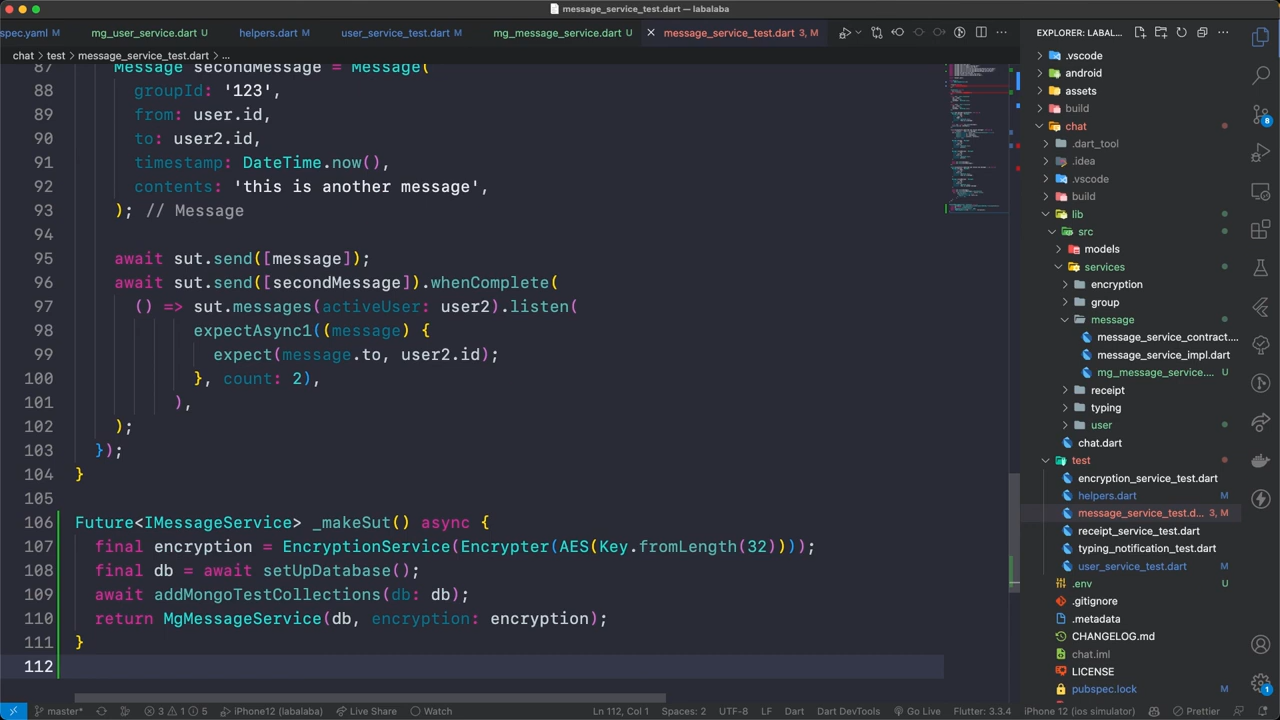 message_service_test.dart — labalaba
spec.yaml M
mg_user_service.dart U
helpers.dart M
user_service_test.dart M
mg_message_service.dart U
message_service_test.dart 3, M
EXPLORER: LABAL...
chat > test > message_service_test.dart > ...
87 Message secondMessage = Message(
88 groupId: '123',
89 from: user.id,
90 to: user2.id,
91 timestamp: DateTime.now(),
92 contents: 'this is another message',
93 ); // Message
94
95 await sut.send([message]);
96 await sut.send([secondMessage]).whenComplete(
97 () => sut.messages(activeUser: user2).listen(
98 expectAsync1((message) {
99 expect(message.to, user2.id);
100 }, count: 2),
101 ),
102 );
103 });
104 }
105
106 Future<IMessageService> _makeSut() async {
107 final encryption = EncryptionService(Encrypter(AES(Key.fromLength(32))));
108 final db = await setUpDatabase();
109 await addMongoTestCollections(db: db);
110 return MgMessageService(db, encryption: encryption);
111 }
112
.vscode
android
assets
build
chat
.dart_tool
.idea
.vscode
build
lib
src
models
services
encryption
group
message
message_service_contract....
message_service_impl.dart
mg_message_service.... U
receipt
typing
user
chat.dart
test
encryption_service_test.dart
helpers.dart M
message_service_test.d... 3, M
receipt_service_test.dart
typing_notification_test.dart
user_service_test.dart M
.env U
.gitignore
.metadata
CHANGELOG.md
chat.iml
LICENSE
pubspec.lock M
8
1
master* 3 1 5 iPhone12 (labalaba) Live Share Watch Ln 112, Col 1 Spaces: 2 UTF-8 LF Dart Dart DevTools Go Live Flutter: 3.3.4 iPhone 12 (ios simulator) Prettier